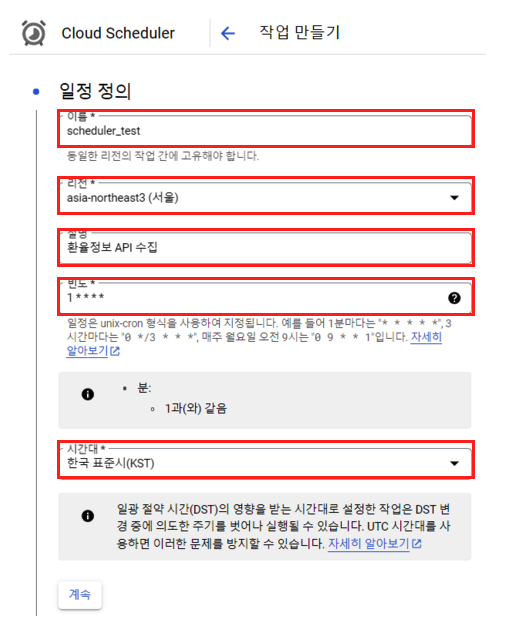 Cloud Scheduler
작업 만들기
일정 정의
이름 *
scheduler_test
동일한 리전의 작업 간에 고유해야 합니다.
리전 *
asia-northeast3 (서울)
설명
환율정보 API 수집
빈도 *
1 * * * *
일정은 unix-cron 형식을 사용하여 지정됩니다. 예를 들어 1분마다는 "* * * * *", 3
시간마다는 "0 */3 * * *", 매주 월요일 오전 9시는 "0 9 * * 1"입니다. 자세히
알아보기
분:
1과(와) 같음
시간대 *
한국 표준시(KST)
일광 절약 시간(DST)의 영향을 받는 시간대로 설정한 작업은 DST 변
경 중에 의도한 주기를 벗어나 실행될 수 있습니다. UTC 시간대를 사
용하면 이러한 문제를 방지할 수 있습니다. 자세히 알아보기
계속